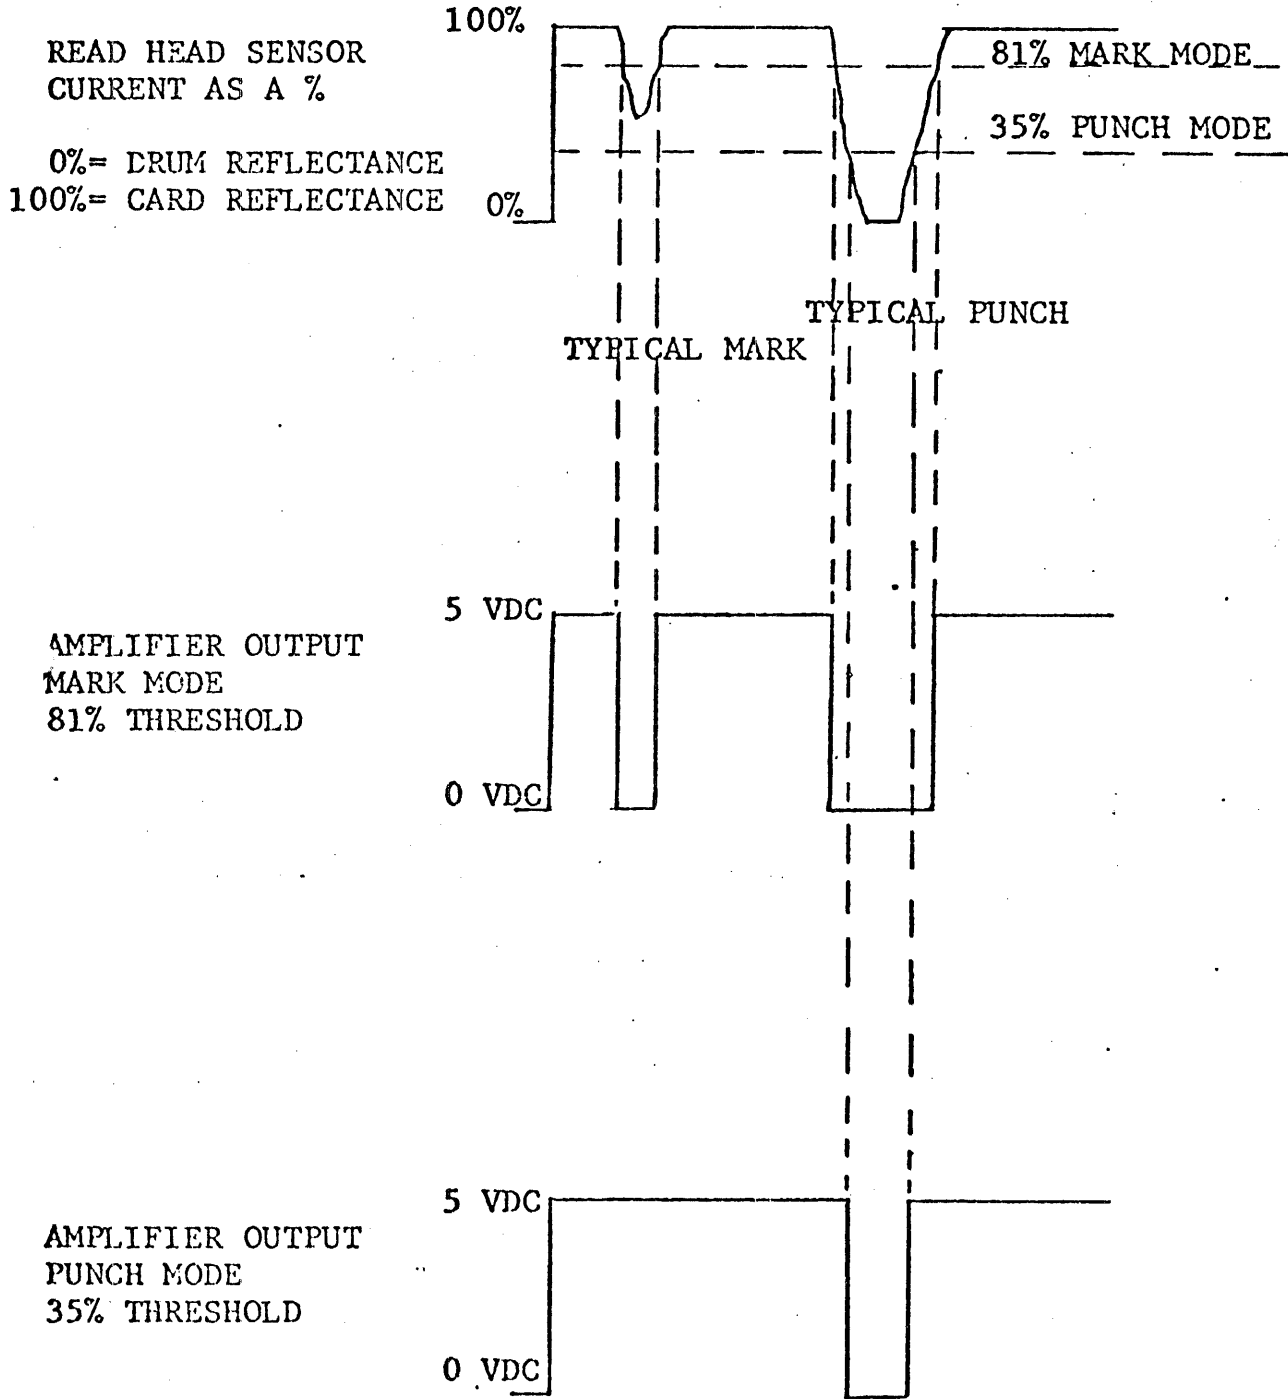 100%
READ HEAD SENSOR
CURRENT AS A %
81% MARK MODE
35% PUNCH MODE
0%= DRUM REFLECTANCE
100%= CARD REFLECTANCE
0%
TYPICAL PUNCH
TYPICAL MARK
5 VDC
AMPLIFIER OUTPUT
MARK MODE
81% THRESHOLD
0 VDC
5 VDC
AMPLIFIER OUTPUT
PUNCH MODE
35% THRESHOLD
0 VDC